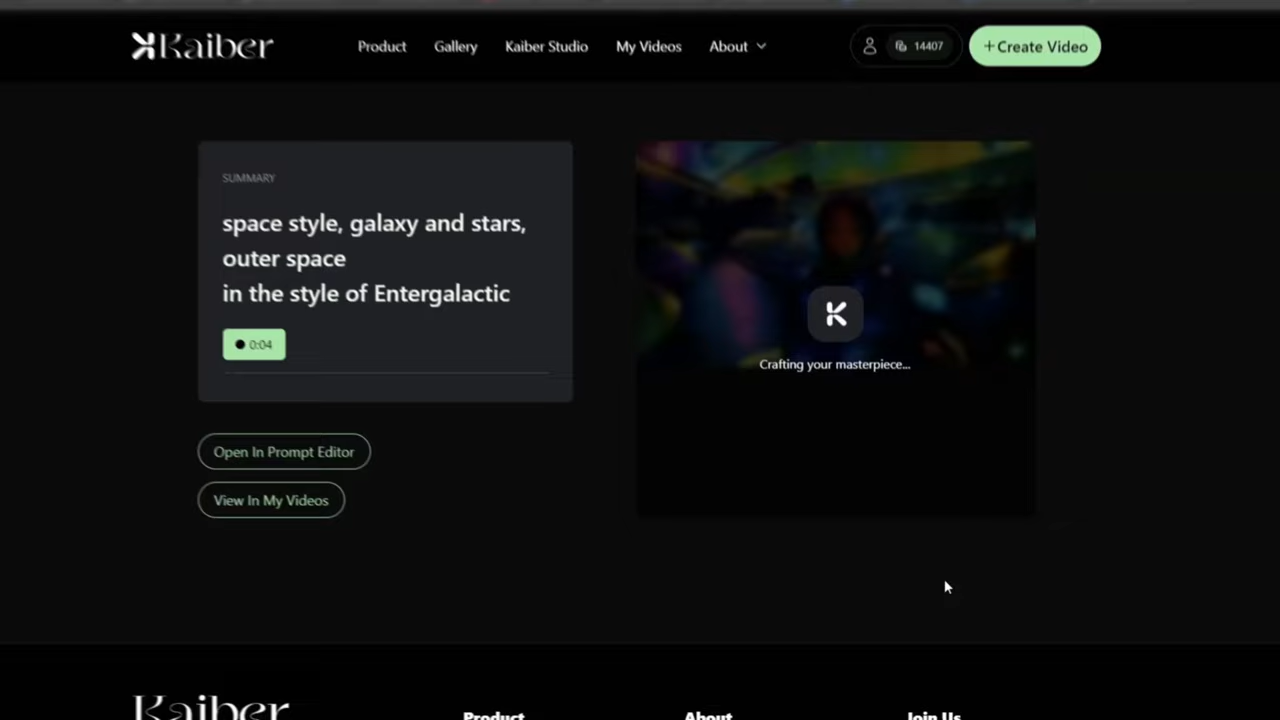 Kaiber
Product
Gallery
Kaiber Studio
My Videos
About
14407
+Create Video
SUMMARY
space style, galaxy and stars,
outer space
in the style of Entergalactic
0:04
K
Crafting your masterpiece...
Open In Prompt Editor
View In My Videos
Kaiber
Product
About
Join Us